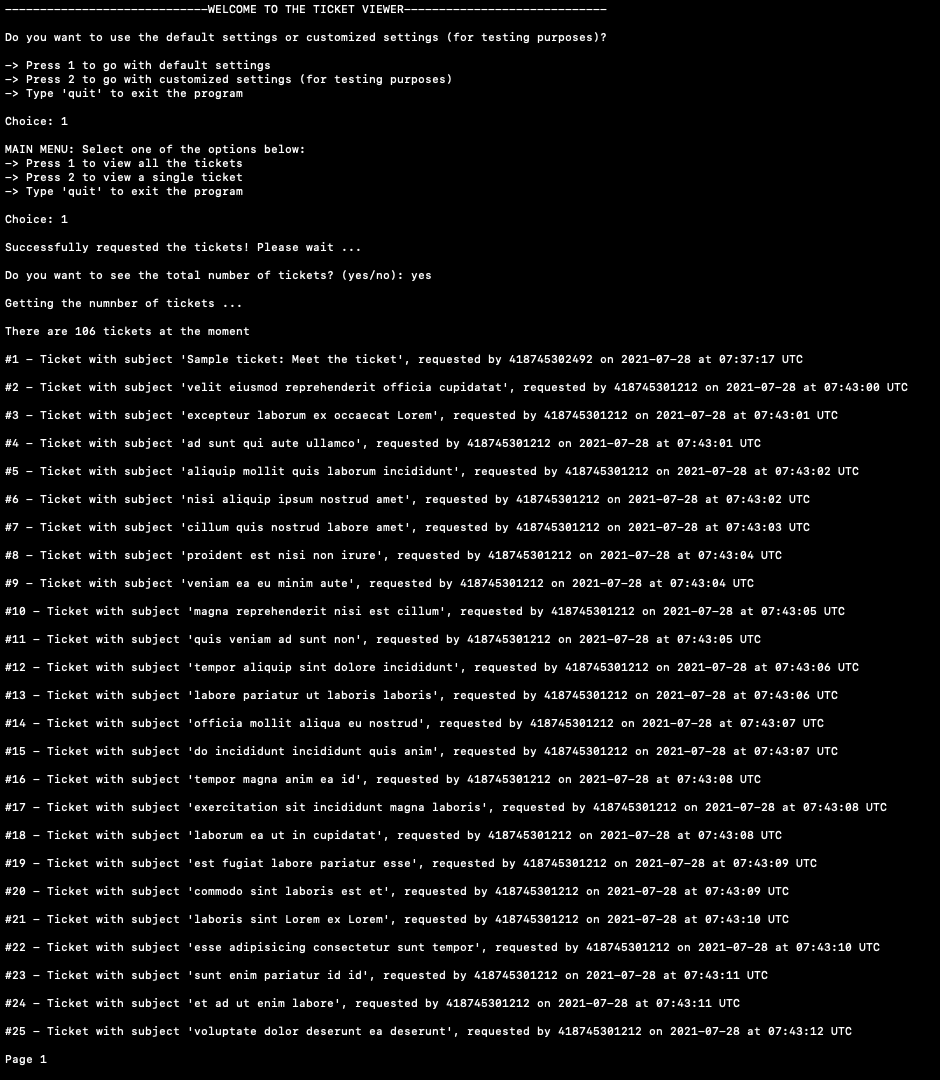 -----------------------------WELCOME TO THE TICKET VIEWER-----------------------------
Do you want to use the default settings or customized settings (for testing purposes)?
-> Press 1 to go with default settings
-> Press 2 to go with customized settings (for testing purposes)
-> Type 'quit' to exit the program
Choice: 1
MAIN MENU: Select one of the options below:
-> Press 1 to view all the tickets
-> Press 2 to view a single ticket
-> Type 'quit' to exit the program
Choice: 1
Successfully requested the tickets! Please wait ...
Do you want to see the total number of tickets? (yes/no): yes
Getting the numnber of tickets ...
There are 106 tickets at the moment
#1 - Ticket with subject 'Sample ticket: Meet the ticket', requested by 418745302492 on 2021-07-28 at 07:37:17 UTC
#2 - Ticket with subject 'velit eiusmod reprehenderit officia cupidatat', requested by 418745301212 on 2021-07-28 at 07:43:00 UTC
#3 - Ticket with subject 'excepteur laborum ex occaecat Lorem', requested by 418745301212 on 2021-07-28 at 07:43:01 UTC
#4 - Ticket with subject 'ad sunt qui aute ullamco', requested by 418745301212 on 2021-07-28 at 07:43:01 UTC
#5 - Ticket with subject 'aliquip mollit quis laborum incididunt', requested by 418745301212 on 2021-07-28 at 07:43:02 UTC
#6 - Ticket with subject 'nisi aliquip ipsum nostrud amet', requested by 418745301212 on 2021-07-28 at 07:43:02 UTC
#7 - Ticket with subject 'cillum quis nostrud labore amet', requested by 418745301212 on 2021-07-28 at 07:43:03 UTC
#8 - Ticket with subject 'proident est nisi non irure', requested by 418745301212 on 2021-07-28 at 07:43:04 UTC
#9 - Ticket with subject 'veniam ea eu minim aute', requested by 418745301212 on 2021-07-28 at 07:43:04 UTC
#10 - Ticket with subject 'magna reprehenderit nisi est cillum', requested by 418745301212 on 2021-07-28 at 07:43:05 UTC
#11 - Ticket with subject 'quis veniam ad sunt non', requested by 418745301212 on 2021-07-28 at 07:43:05 UTC
#12 - Ticket with subject 'tempor aliquip sint dolore incididunt', requested by 418745301212 on 2021-07-28 at 07:43:06 UTC
#13 - Ticket with subject 'labore pariatur ut laboris laboris', requested by 418745301212 on 2021-07-28 at 07:43:06 UTC
#14 - Ticket with subject 'officia mollit aliqua eu nostrud', requested by 418745301212 on 2021-07-28 at 07:43:07 UTC
#15 - Ticket with subject 'do incididunt incididunt quis anim', requested by 418745301212 on 2021-07-28 at 07:43:07 UTC
#16 - Ticket with subject 'tempor magna anim ea id', requested by 418745301212 on 2021-07-28 at 07:43:08 UTC
#17 - Ticket with subject 'exercitation sit incididunt magna laboris', requested by 418745301212 on 2021-07-28 at 07:43:08 UTC
#18 - Ticket with subject 'laborum ea ut in cupidatat', requested by 418745301212 on 2021-07-28 at 07:43:08 UTC
#19 - Ticket with subject 'est fugiat labore pariatur esse', requested by 418745301212 on 2021-07-28 at 07:43:09 UTC
#20 - Ticket with subject 'commodo sint laboris est et', requested by 418745301212 on 2021-07-28 at 07:43:09 UTC
#21 - Ticket with subject 'laboris sint Lorem ex Lorem', requested by 418745301212 on 2021-07-28 at 07:43:10 UTC
#22 - Ticket with subject 'esse adipisicing consectetur sunt tempor', requested by 418745301212 on 2021-07-28 at 07:43:10 UTC
#23 - Ticket with subject 'sunt enim pariatur id id', requested by 418745301212 on 2021-07-28 at 07:43:11 UTC
#24 - Ticket with subject 'et ad ut enim labore', requested by 418745301212 on 2021-07-28 at 07:43:11 UTC
#25 - Ticket with subject 'voluptate dolor deserunt ea deserunt', requested by 418745301212 on 2021-07-28 at 07:43:12 UTC
Page 1